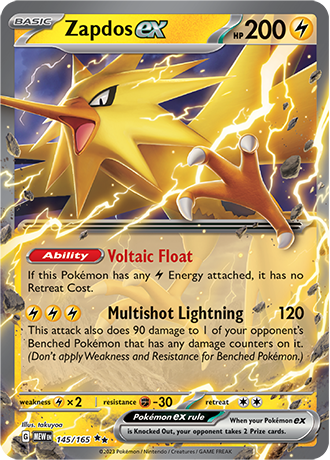 BASIC
Zapdos ex HP 200
Ability Voltaic Float
If this Pokémon has any Energy attached, it has no
Retreat Cost.
Multishot Lightning 120
This attack also does 90 damage to 1 of your opponent's
Benched Pokémon that has any damage counters on it.
(Don't apply Weakness and Resistance for Benched Pokémon.)
weakness ×2 resistance -30 retreat
Illus. takuyoa
Pokémon ex rule
When your Pokémon ex
is Knocked Out, your opponent takes 2 Prize cards.
G MEW EN 145/165
©2023 Pokémon / Nintendo / Creatures / GAME FREAK